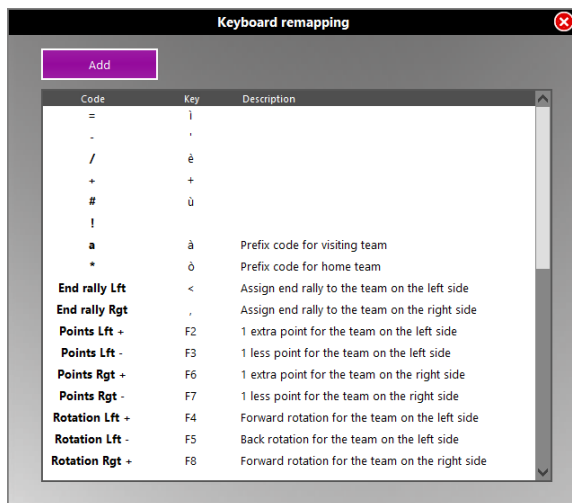 Keyboard remapping
Add
Code Key Description
= ì
- '
/ è
+ +
# ù
!
a à Prefix code for visiting team
* ò Prefix code for home team
End rally Lft < Assign end rally to the team on the left side
End rally Rgt , Assign end rally to the team on the right side
Points Lft + F2 1 extra point for the team on the left side
Points Lft - F3 1 less point for the team on the left side
Points Rgt + F6 1 extra point for the team on the right side
Points Rgt - F7 1 less point for the team on the right side
Rotation Lft + F4 Forward rotation for the team on the left side
Rotation Lft - F5 Back rotation for the team on the left side
Rotation Rgt + F8 Forward rotation for the team on the right side